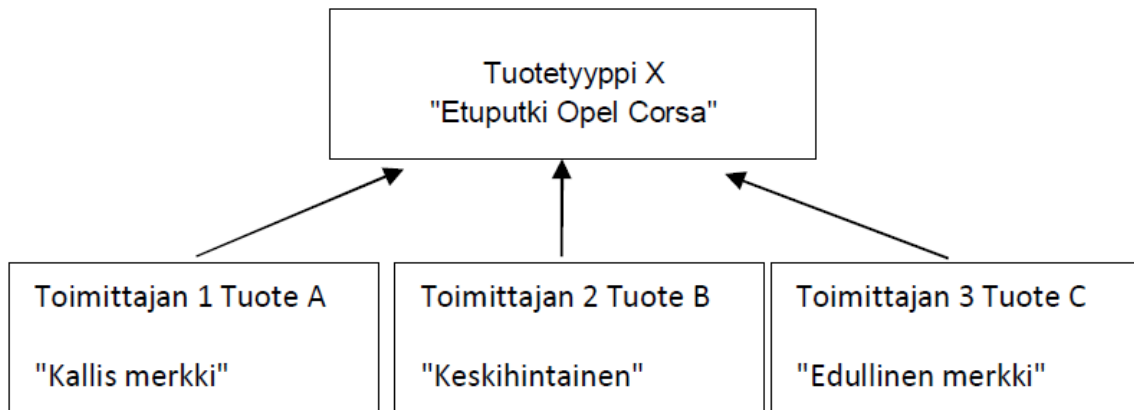 Tuotetyyppi X
"Etuputki Opel Corsa"
Toimittajan 1 Tuote A
"Kallis merkki"
Toimittajan 2 Tuote B
"Keskihintainen"
Toimittajan 3 Tuote C
"Edullinen merkki"